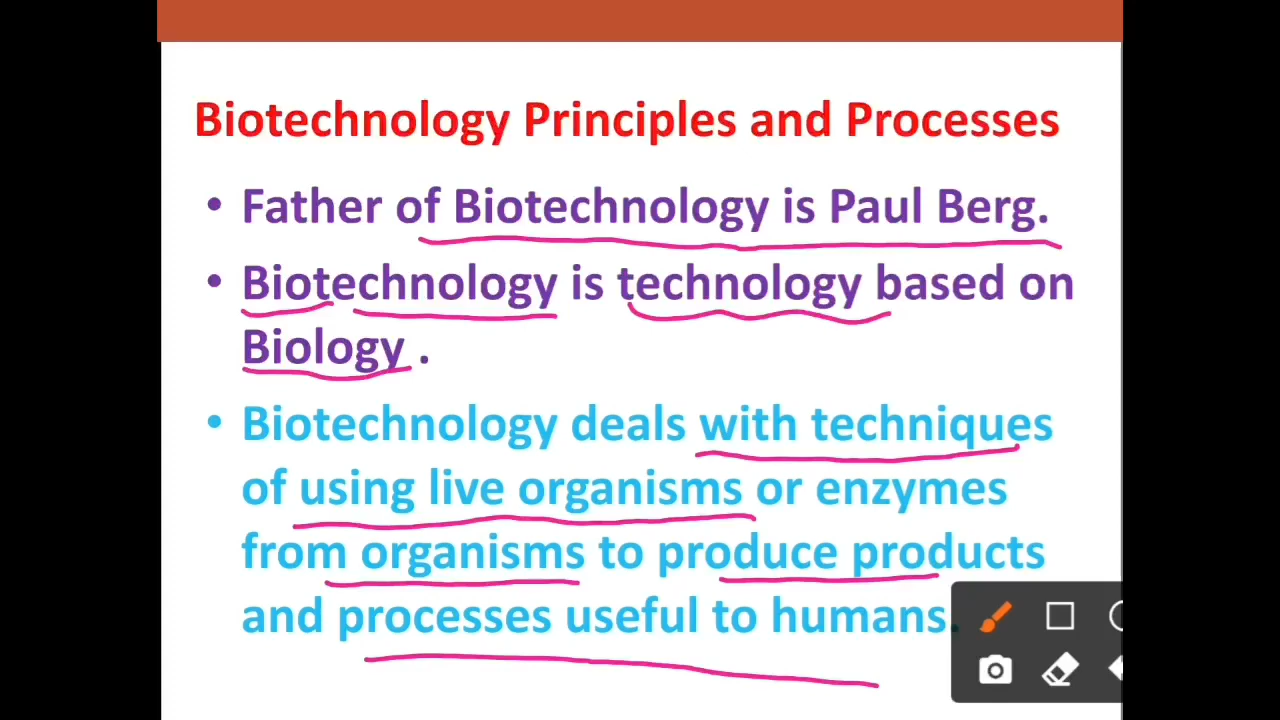 Biotechnology Principles and Processes
• Father of Biotechnology is Paul Berg.
• Biotechnology is technology based on
Biology .
• Biotechnology deals with techniques
of using live organisms or enzymes
from organisms to produce products
and processes useful to humans.